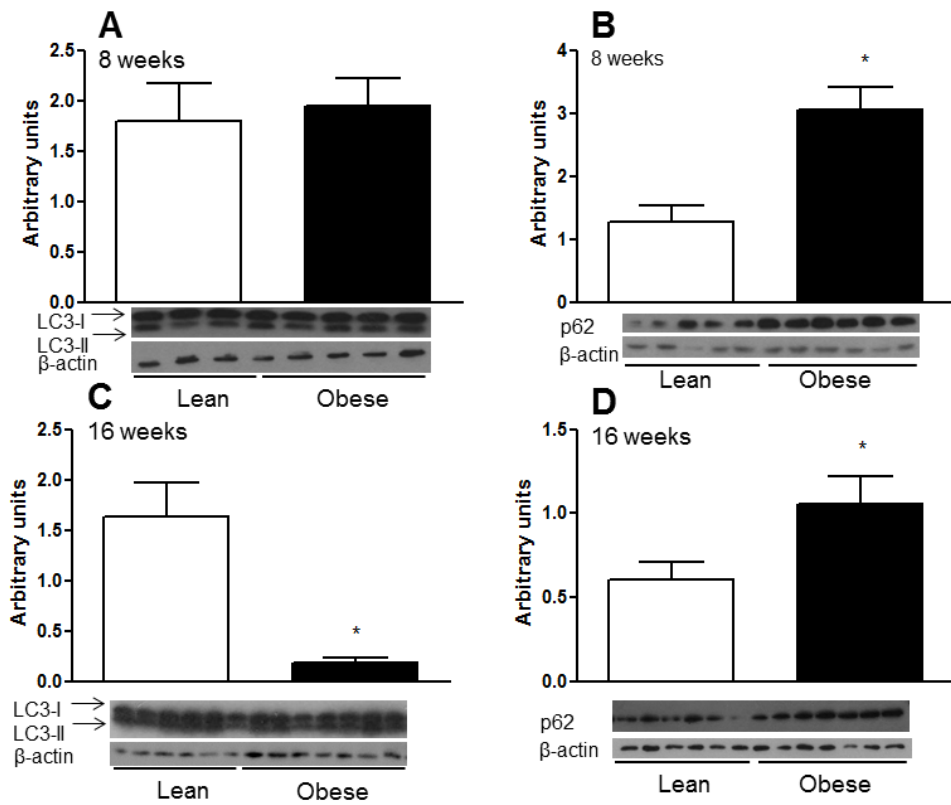 A
8 weeks
Arbitrary units
2.5
2.0
1.5
1.0
0.5
0.0
LC3-I
LC3-II
β-actin
Lean Obese
B
8 weeks
*
Arbitrary units
4
3
2
1
0
p62
β-actin
Lean Obese
C
16 weeks
*
Arbitrary units
2.5
2.0
1.5
1.0
0.5
0.0
LC3-I
LC3-II
β-actin
Lean Obese
D
16 weeks
*
Arbitrary units
1.5
1.0
0.5
0.0
p62
β-actin
Lean Obese